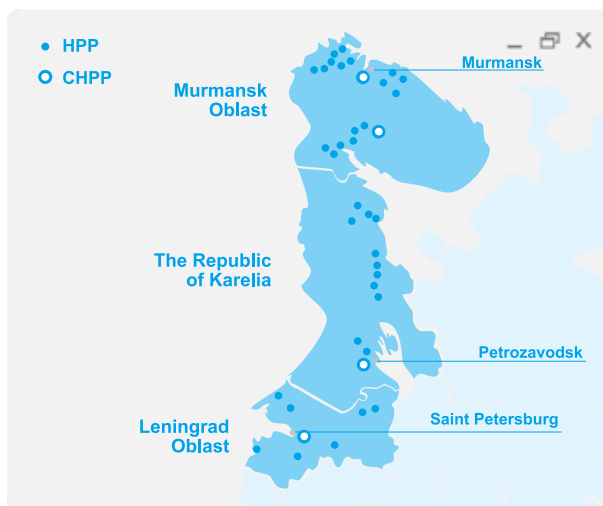 HPP
CHPP
Murmansk
Murmansk
Oblast
The Republic
of Karelia
Petrozavodsk
Leningrad
Oblast
Saint Petersburg